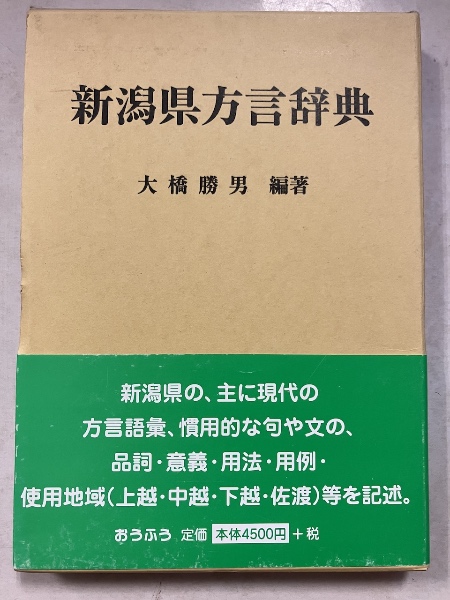 新潟県方言辞典
大橋勝男 編著
新潟県の、主に現代の
方言語彙、慣用的な句や文の、
品詞・意義・用法・用例・
使用地域(上越・中越・下越・佐渡)等を記述。
おうふう 定価 本体4500円 +税